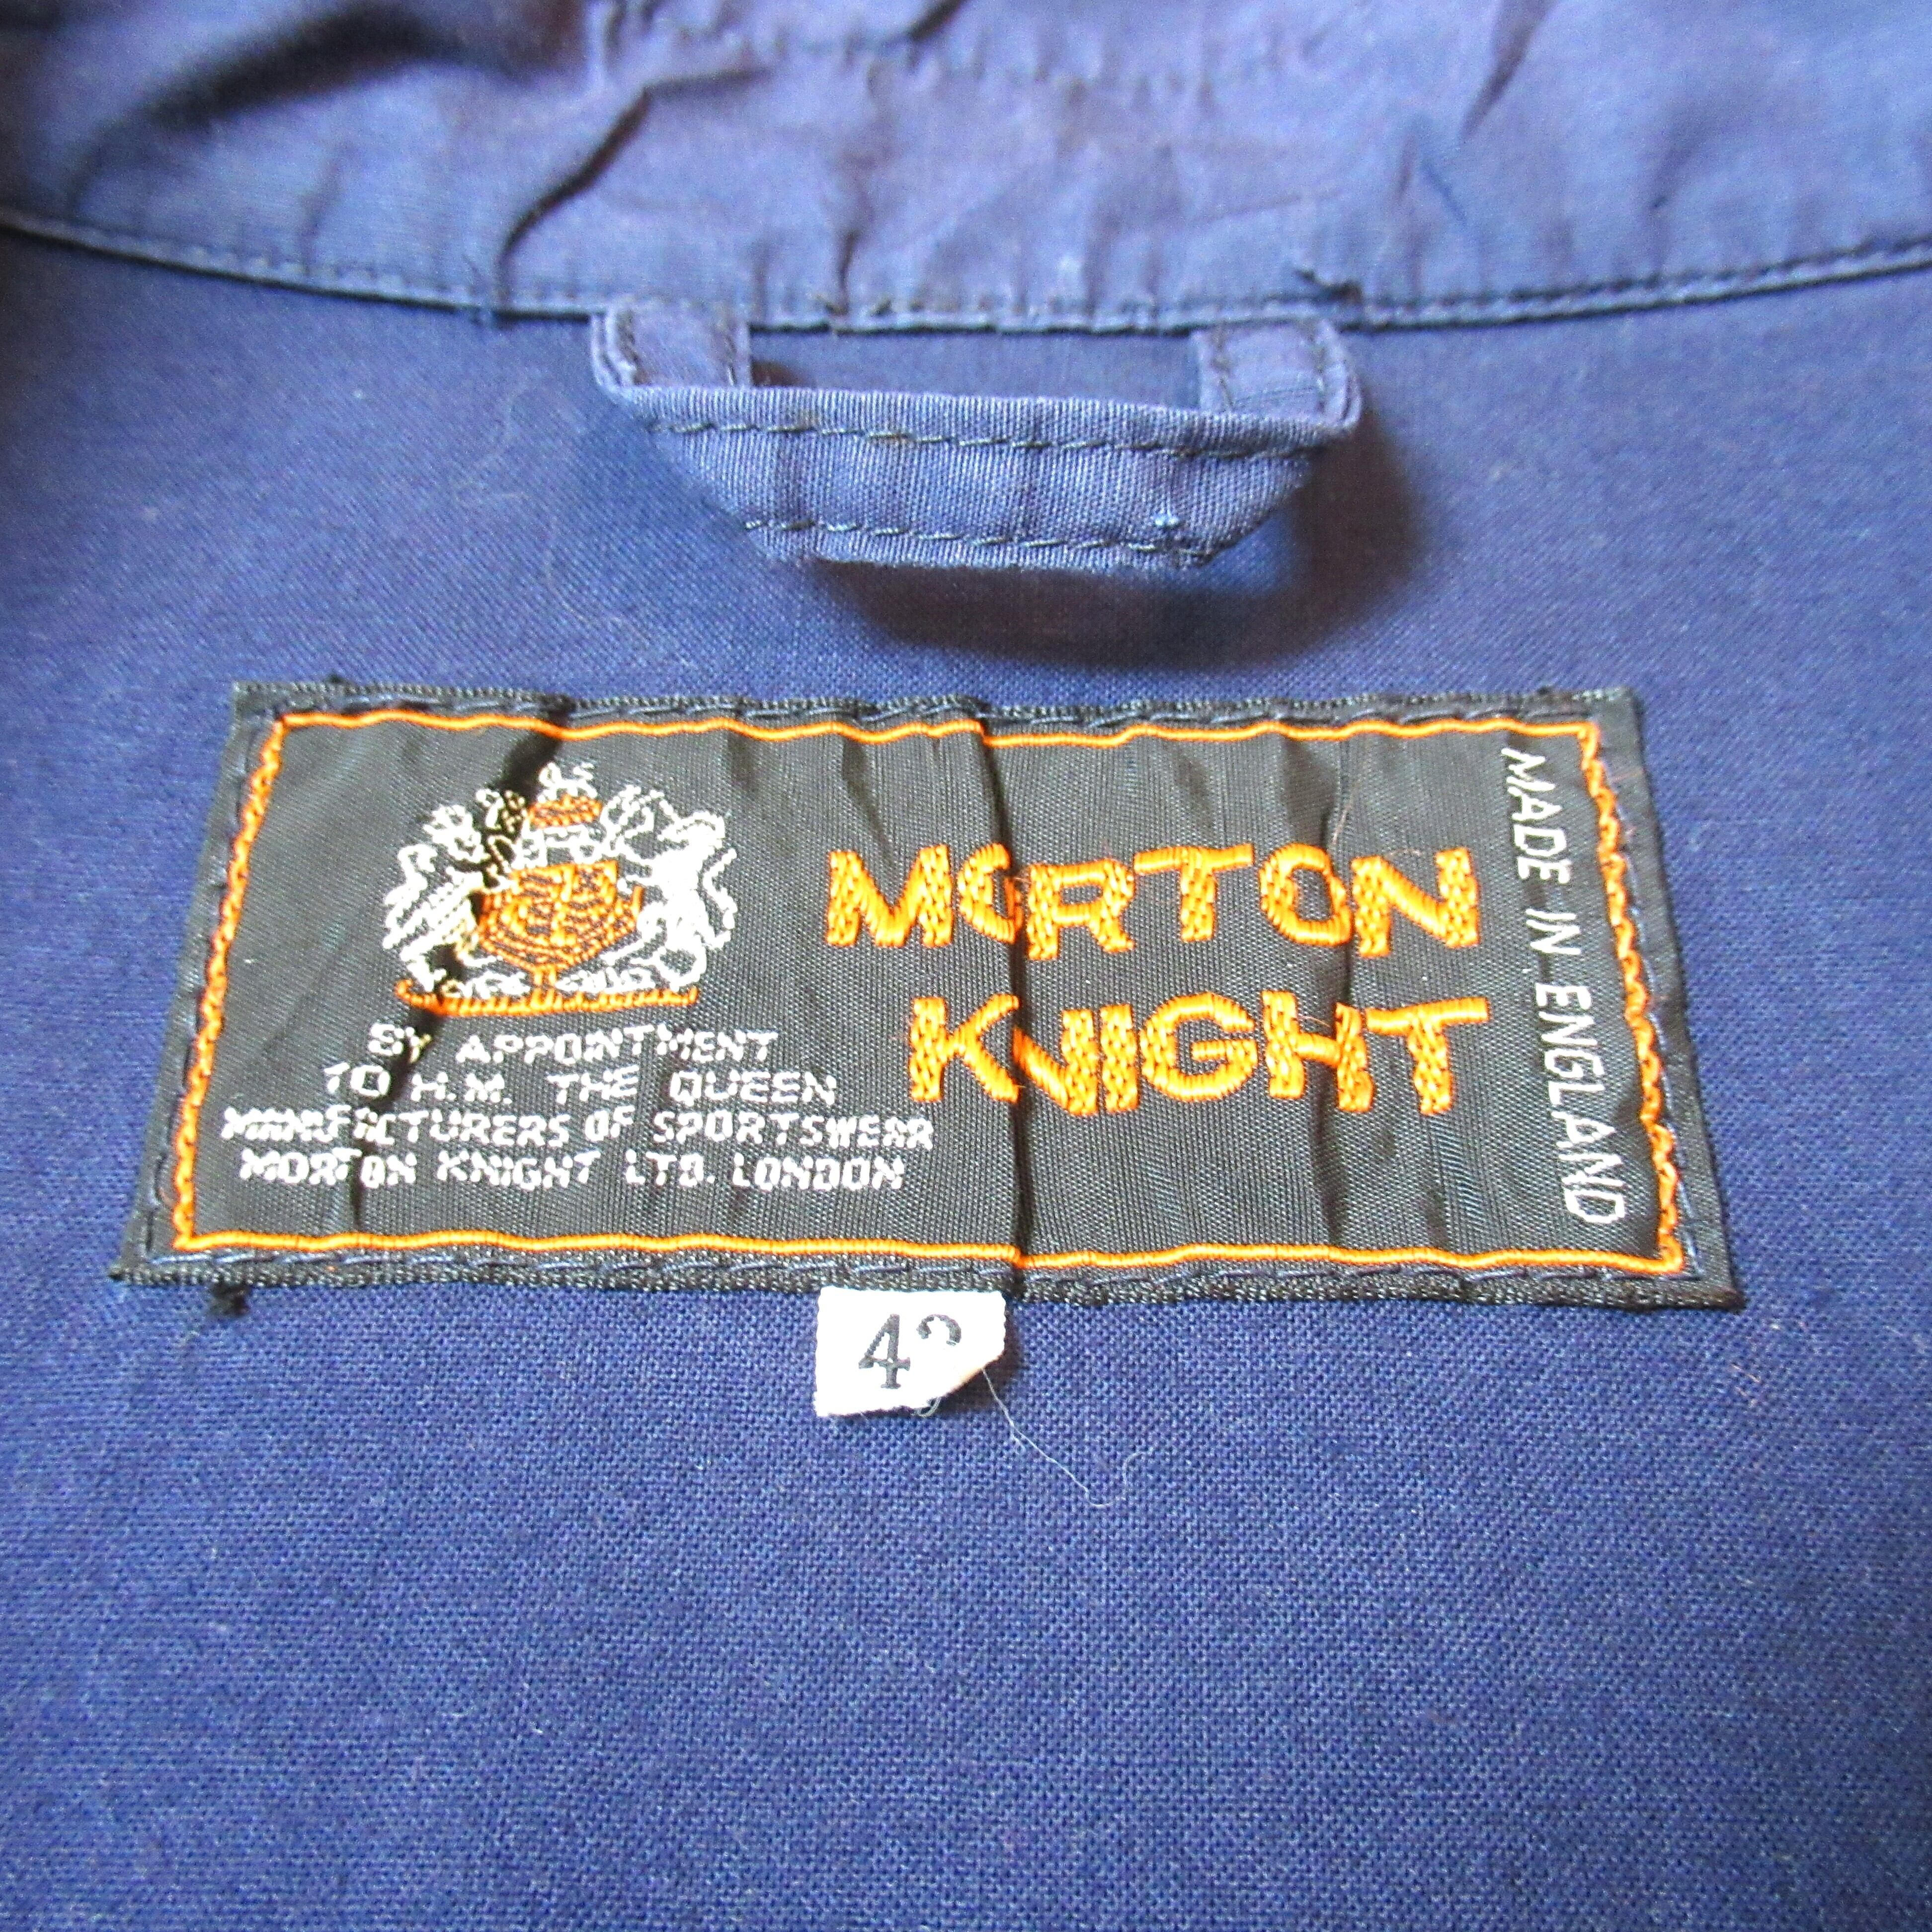 MORTON
KNIGHT
BY APPOINTMENT
TO H.M. THE QUEEN
MANUFACTURERS OF SPORTSWEAR
MORTON KNIGHT LTD. LONDON
MADE IN ENGLAND